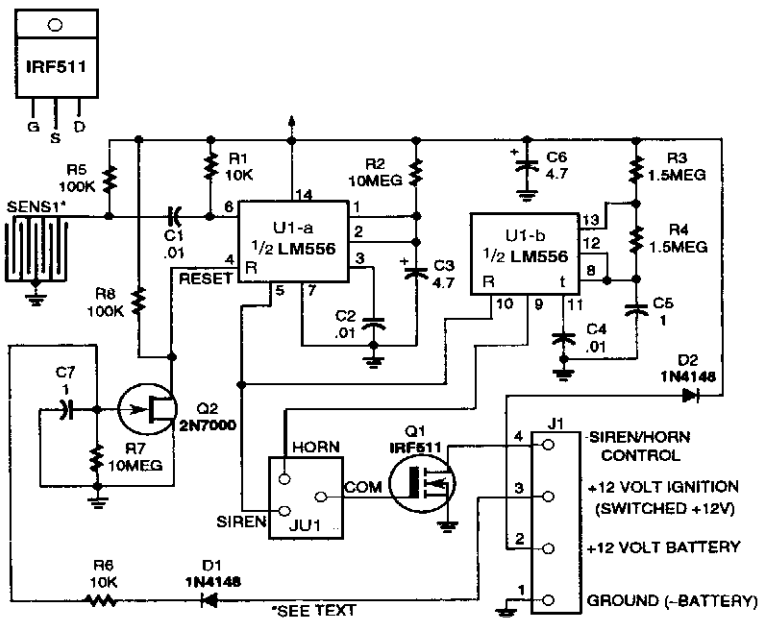 IRF511
G S D
R5
100K
R1
10K
R2
10MEG
C6
4.7
+
R3
1.5MEG
SENS1*
C1
.01
6
14
1
2
3
4
5
7
U1-a
1/2 LM556
R
RESET
R8
100K
C2
.01
+
C3
4.7
U1-b
1/2 LM556
R
t
13
12
8
10
9
11
R4
1.5MEG
C5
1
C4
.01
D2
1N4148
C7
1
Q2
2N7000
R7
10MEG
HORN
COM
SIREN
JU1
Q1
IRF511
J1
4
SIREN/HORN
CONTROL
3
+12 VOLT IGNITION
(SWITCHED +12V)
2
+12 VOLT BATTERY
1
GROUND (–BATTERY)
R6
10K
D1
1N4148
*SEE TEXT